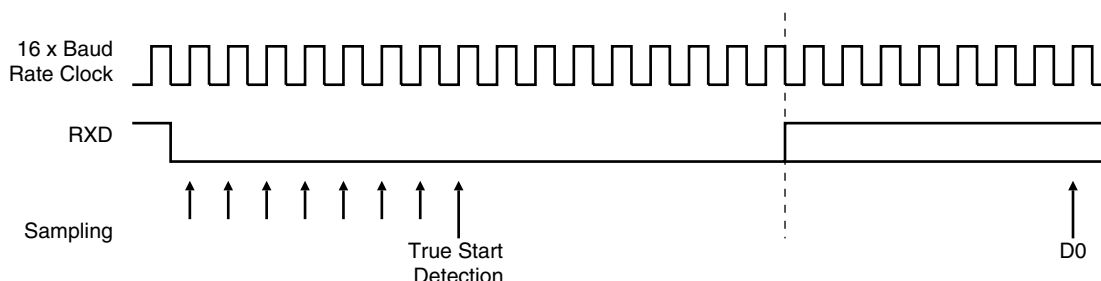 16 x Baud
Rate Clock
RXD
Sampling
True Start
Detection
D0